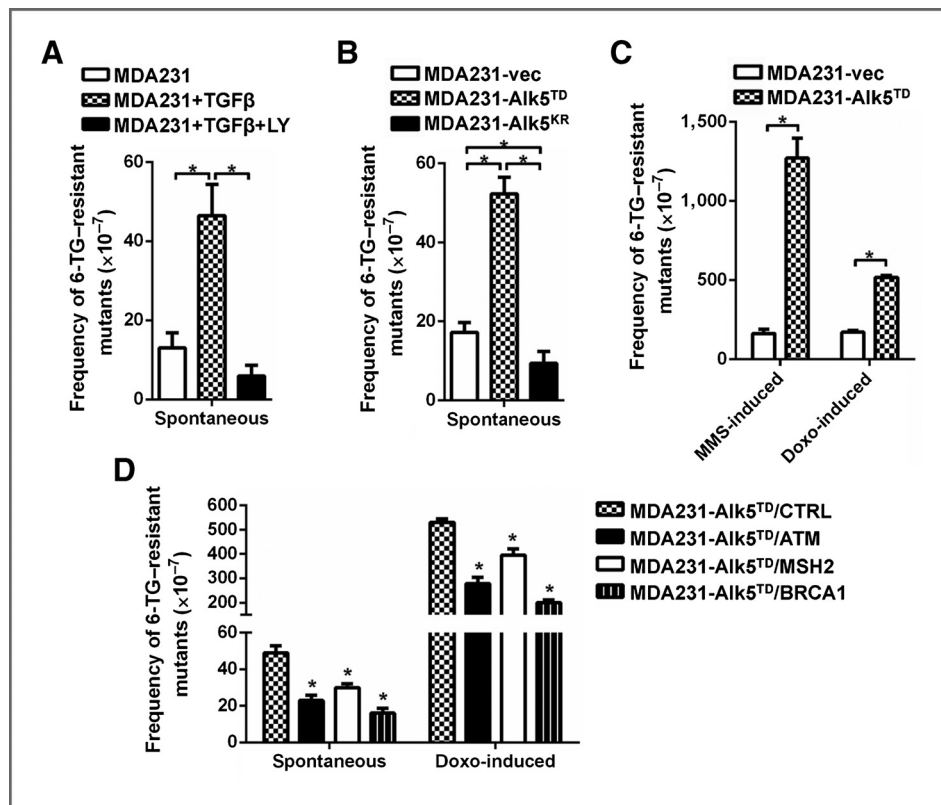 A
MDA231
MDA231+TGFβ
MDA231+TGFβ+LY
Frequency of 6-TG–resistant
mutants (×10⁻⁷)
60
40
20
0
* *
Spontaneous
B
MDA231-vec
MDA231-Alk5ᵀᴰ
MDA231-Alk5ᴷᴿ
Frequency of 6-TG–resistant
mutants (×10⁻⁷)
60
40
20
0
*
* *
Spontaneous
C
MDA231-vec
MDA231-Alk5ᵀᴰ
Frequency of 6-TG–resistant
mutants (×10⁻⁷)
1,500
1,000
500
0
*
*
MMS-induced
Doxo-induced
D
Frequency of 6-TG–resistant
mutants (×10⁻⁷)
600
500
400
300
200
60
40
20
0
* * *
* * *
Spontaneous
Doxo-induced
MDA231-Alk5ᵀᴰ/CTRL
MDA231-Alk5ᵀᴰ/ATM
MDA231-Alk5ᵀᴰ/MSH2
MDA231-Alk5ᵀᴰ/BRCA1